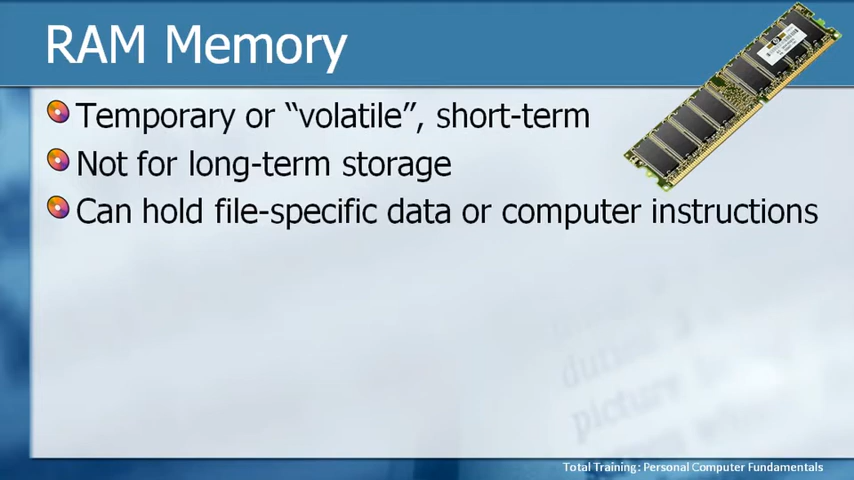 RAM Memory
Temporary or “volatile”, short-term
Not for long-term storage
Can hold file-specific data or computer instructions
picture
Total Training: Personal Computer Fundamentals